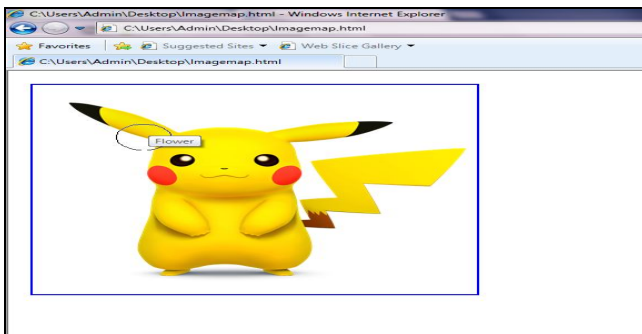 C:\Users\Admin\Desktop\Imagemap.html - Windows Internet Explorer
C:\Users\Admin\Desktop\Imagemap.html
Favorites Suggested Sites Web Slice Gallery
C:\Users\Admin\Desktop\Imagemap.html
Flower